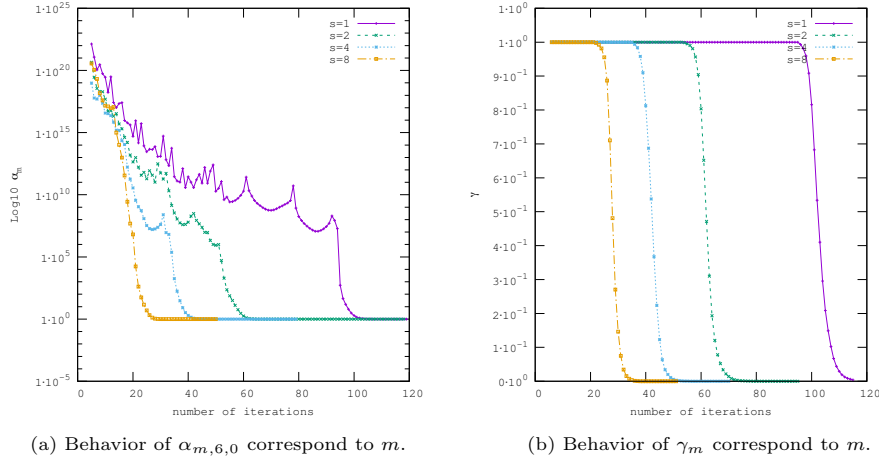 1·10^25
1·10^20
1·10^15
1·10^10
1·10^5
1·10^0
1·10^-5
Log10 α_m
0 20 40 60 80 100 120
number of iterations
s=1
s=2
s=4
s=8
(a) Behavior of α_{m,6,0} correspond to m.
1·10^0
9·10^-1
8·10^-1
7·10^-1
6·10^-1
5·10^-1
4·10^-1
3·10^-1
2·10^-1
1·10^-1
0·10^0
γ
0 20 40 60 80 100 120
number of iterations
s=1
s=2
s=4
s=8
(b) Behavior of γ_m correspond to m.